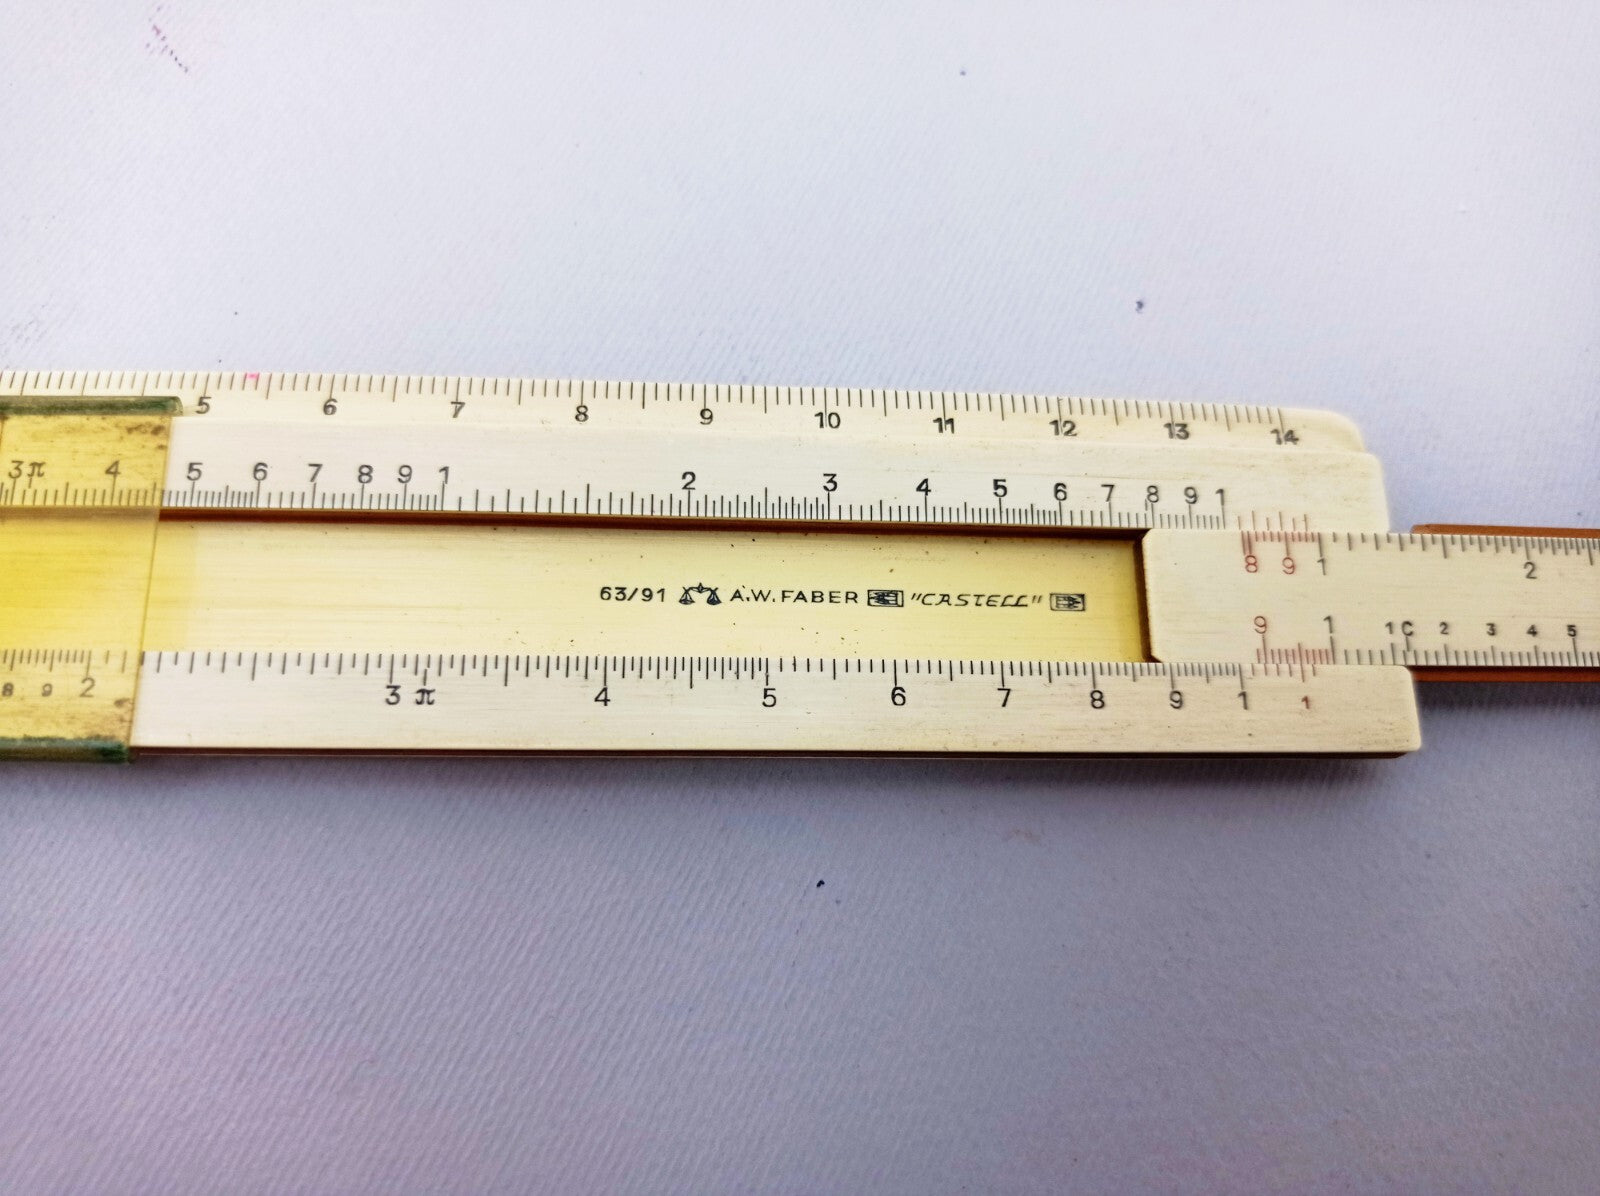 5 6 7 8 9 10 11 12 13 14
3π 4 5 6 7 8 9 1 2 3 4 5 6 7 8 9 1
8 9 1 2
63/91 A.W. FABER "CASTELL"
9 1 1 C 2 3 4 5
8 9 2 3 π 4 5 6 7 8 9 1 1